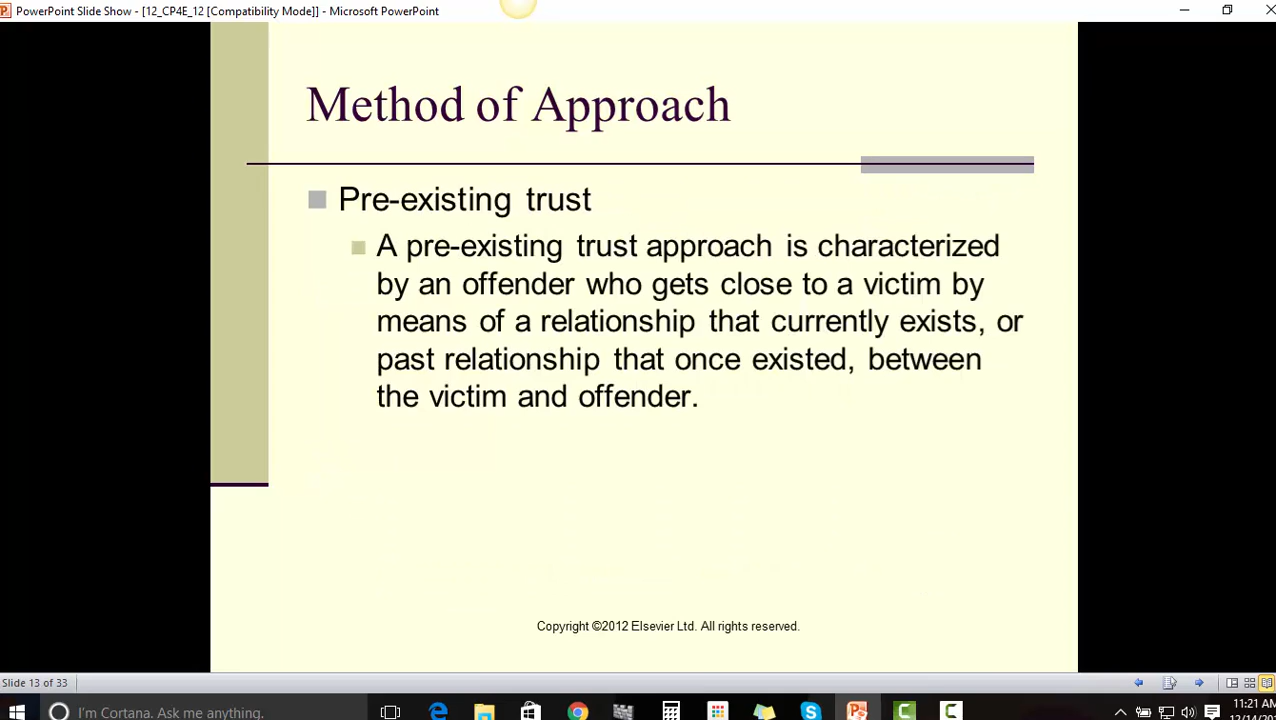 PowerPoint Slide Show - [12_CP4E_12 [Compatibility Mode]] - Microsoft PowerPoint
Method of Approach
Pre-existing trust
A pre-existing trust approach is characterized
by an offender who gets close to a victim by
means of a relationship that currently exists, or
past relationship that once existed, between
the victim and offender.
Copyright ©2012 Elsevier Ltd. All rights reserved.
Slide 13 of 33
11:21 AM
I'm Cortana. Ask me anything.